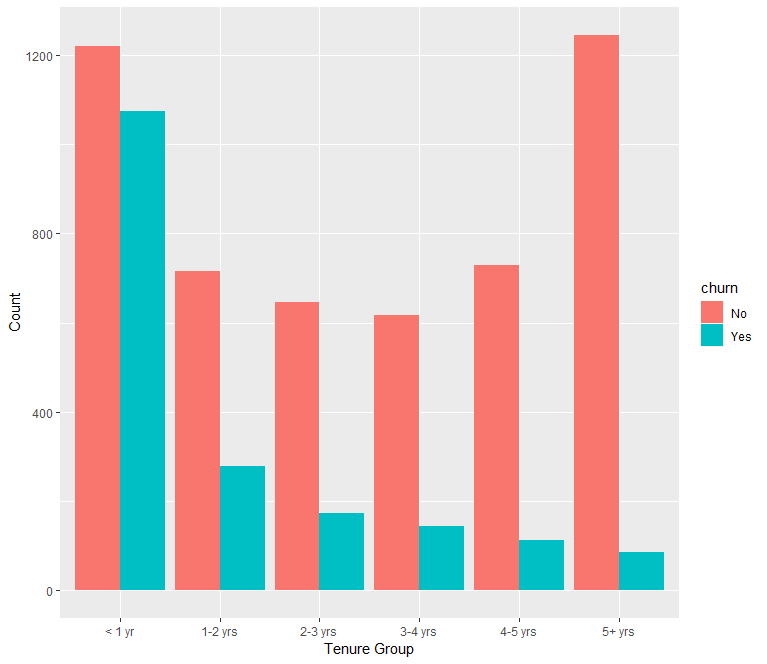 1200
800
400
0
Count
< 1 yr
1-2 yrs
2-3 yrs
3-4 yrs
4-5 yrs
5+ yrs
Tenure Group
churn
No
Yes